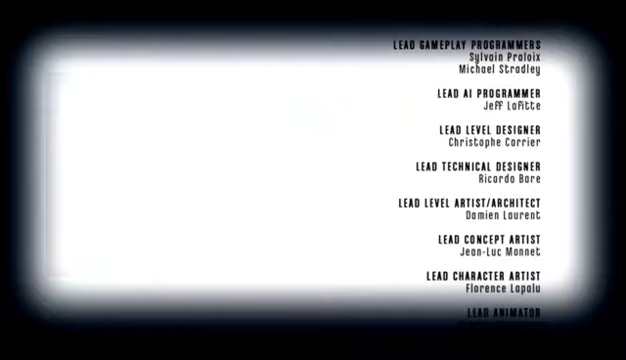 LEAD GAMEPLAY PROGRAMMERS
Sylvain Praloix
Michael Stradley
LEAD AI PROGRAMMER
Jeff Lafitte
LEAD LEVEL DESIGNER
Christophe Carrier
LEAD TECHNICAL DESIGNER
Ricardo Bare
LEAD LEVEL ARTIST/ARCHITECT
Damien Laurent
LEAD CONCEPT ARTIST
Jean-Luc Monnet
LEAD CHARACTER ARTIST
Florence Lapalu
LEAD ANIMATOR